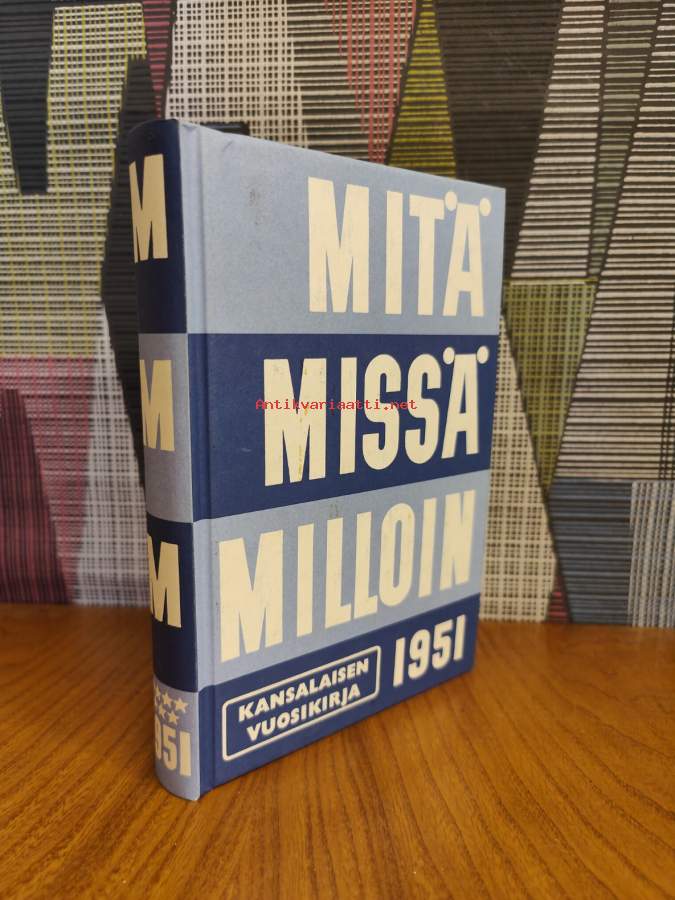 M
M
M
1951
MITÄ
MISSÄ
MILLOIN
KANSALAISEN
VUOSIKIRJA
1951
Antikvariaatti.net